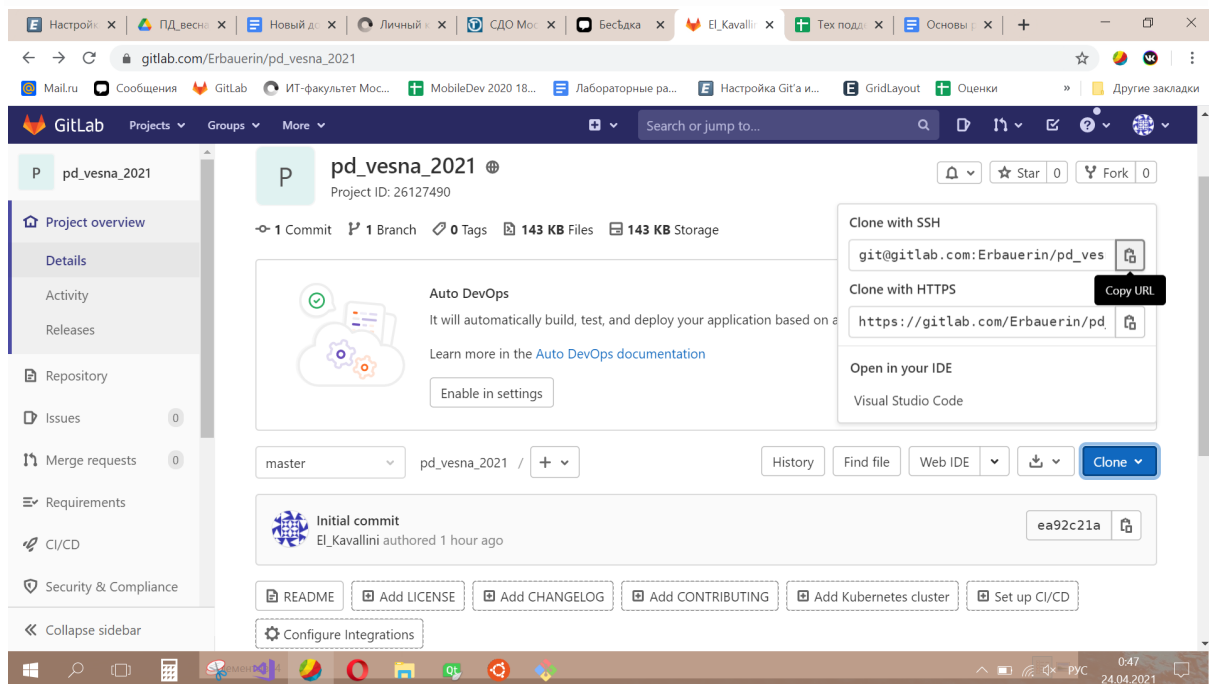 Настройк
ПД_весна
Новый до
Личный к
СДО Мос
Бесѣдка
El_Kavallin
Тех подде
Основы р
gitlab.com/Erbauerin/pd_vesna_2021
Mail.ru
Сообщения
GitLab
ИТ-факультет Мос...
MobileDev 2020 18...
Лабораторные ра...
Настройка Git'а и...
GridLayout
Оценки
»
Другие закладки
GitLab
Projects
Groups
More
Search or jump to...
P
pd_vesna_2021
Project overview
Details
Activity
Releases
Repository
Issues
0
Merge requests
0
Requirements
CI/CD
Security & Compliance
Collapse sidebar
P
pd_vesna_2021
Project ID: 26127490
Star
0
Fork
0
1 Commit
1 Branch
0 Tags
143 KB Files
143 KB Storage
Clone with SSH
git@gitlab.com:Erbauerin/pd_ves
Copy URL
Clone with HTTPS
https://gitlab.com/Erbauerin/pd_
Open in your IDE
Visual Studio Code
Auto DevOps
It will automatically build, test, and deploy your application based on a
Learn more in the Auto DevOps documentation
Enable in settings
master
pd_vesna_2021 /
History
Find file
Web IDE
Clone
Initial commit
El_Kavallini authored 1 hour ago
ea92c21a
README
Add LICENSE
Add CHANGELOG
Add CONTRIBUTING
Add Kubernetes cluster
Set up CI/CD
Configure Integrations
РУС
0:47
24.04.2021